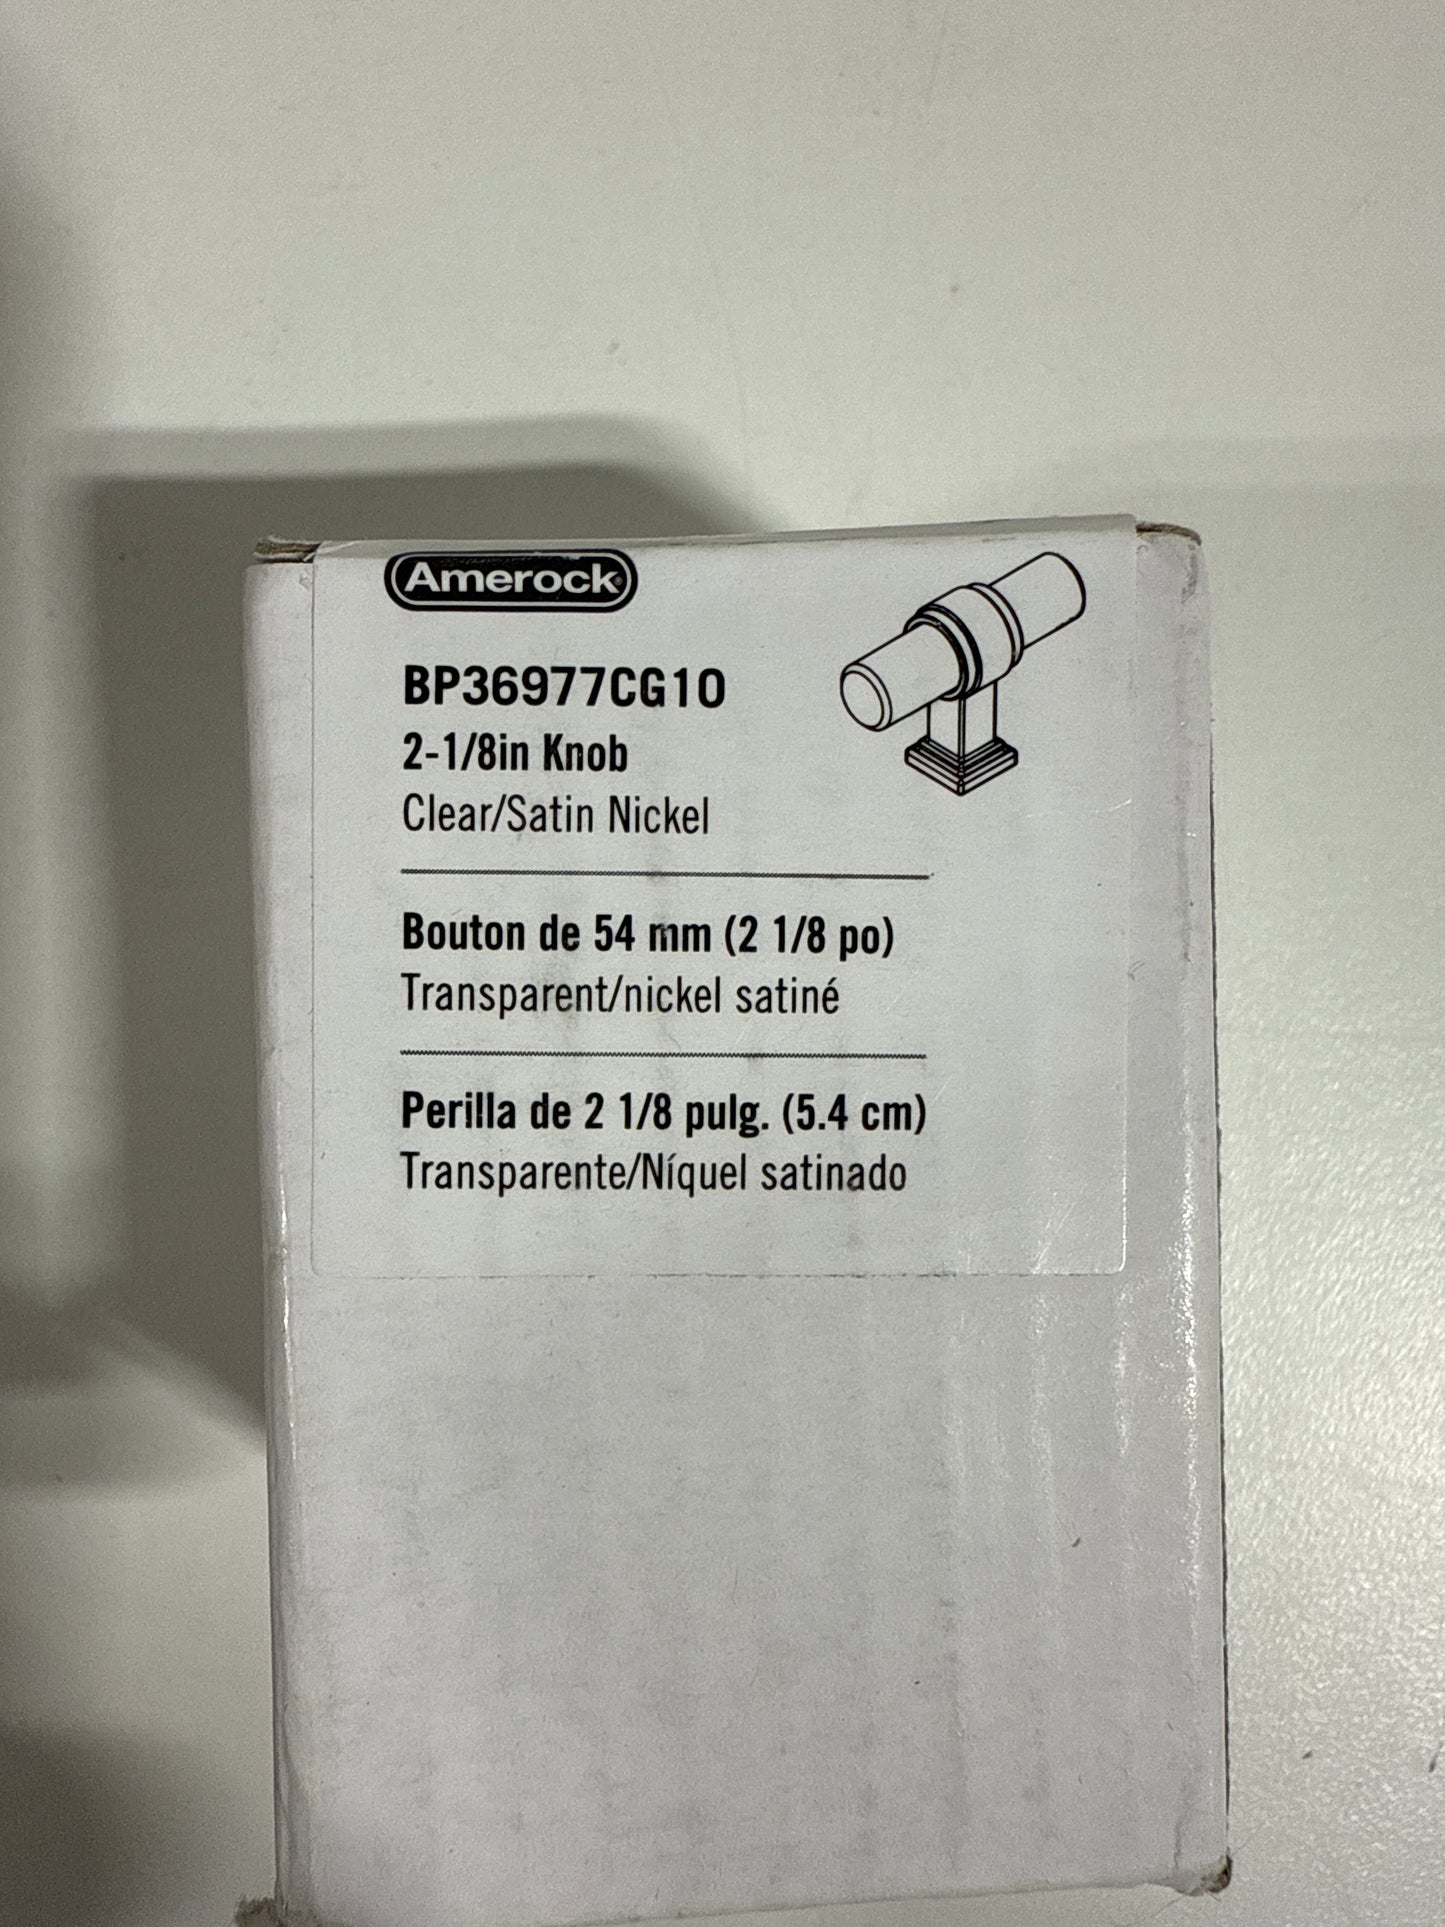 Amerock®
BP36977CG10
2-1/8in Knob
Clear/Satin Nickel
Bouton de 54 mm (2 1/8 po)
Transparent/nickel satiné
Perilla de 2 1/8 pulg. (5.4 cm)
Transparente/Níquel satinado